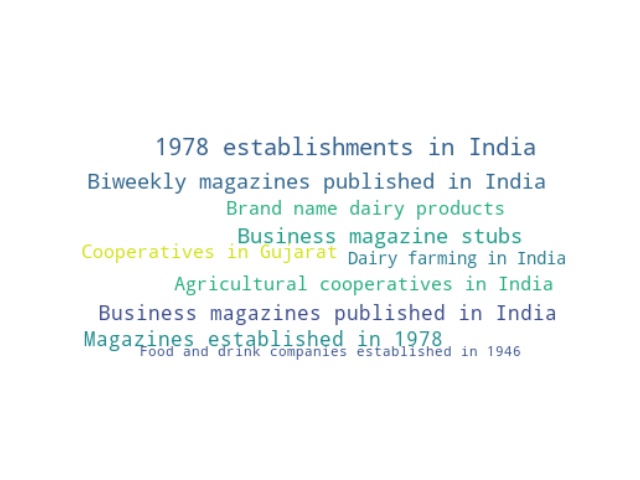 1978 establishments in India
Biweekly magazines published in India
Brand name dairy products
Business magazine stubs
Cooperatives in Gujarat
Dairy farming in India
Agricultural cooperatives in India
Business magazines published in India
Magazines established in 1978
Food and drink companies established in 1946